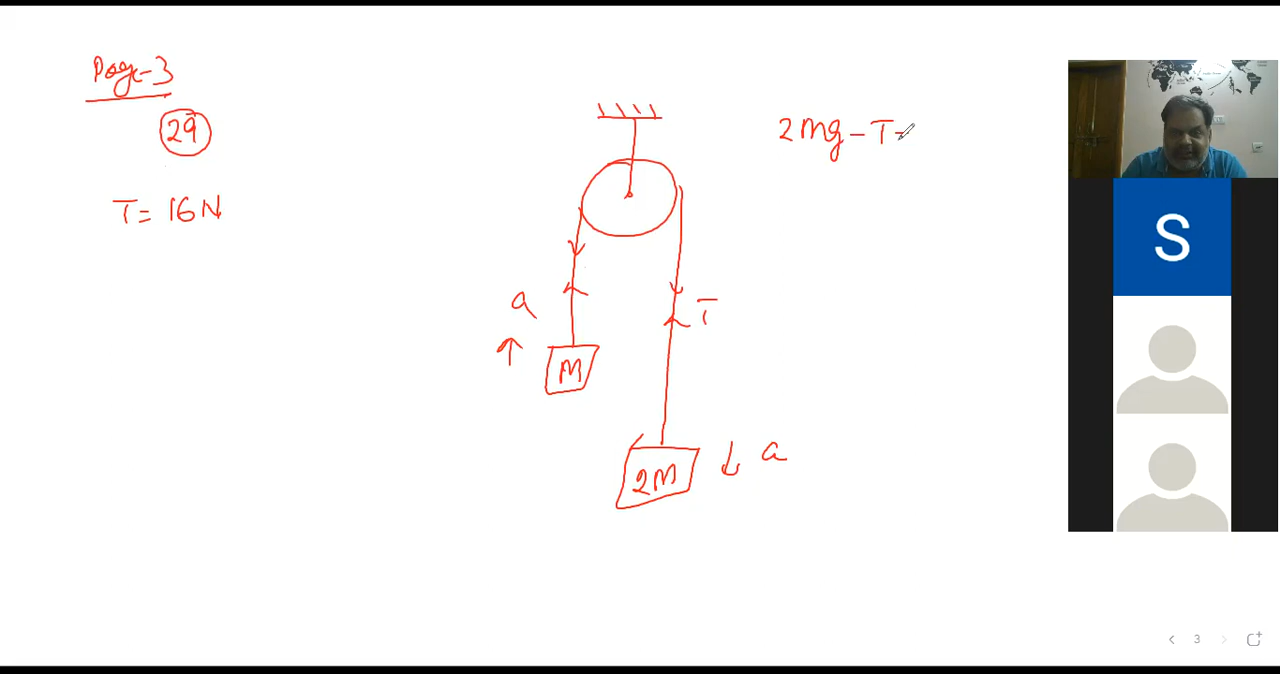 Page-3
29
T = 16N
2Mg - T =
a
T
M
2M
a
S
3